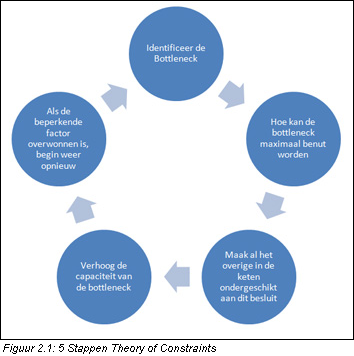 Identificeer de
Bottleneck
Hoe kan de
bottleneck
maximaal benut
worden
Maak al het
overige in de
keten
ondergeschikt
aan dit besluit
Verhoog de
capaciteit van
de bottleneck
Als de
beperkende
factor
overwonnen is,
begin weer
opnieuw
Figuur 2.1: 5 Stappen Theory of Constraints